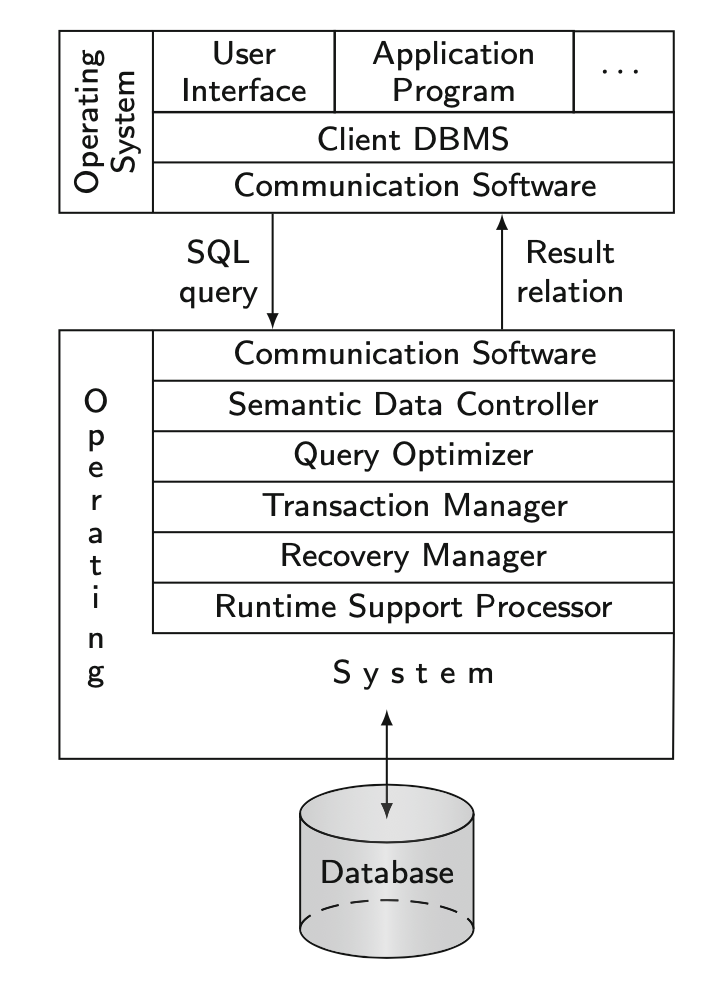 Operating
System
User
Interface
Application
Program
...
Client DBMS
Communication Software
SQL
query
Result
relation
Communication Software
Semantic Data Controller
Query Optimizer
Transaction Manager
Recovery Manager
Runtime Support Processor
Operating
System
Database